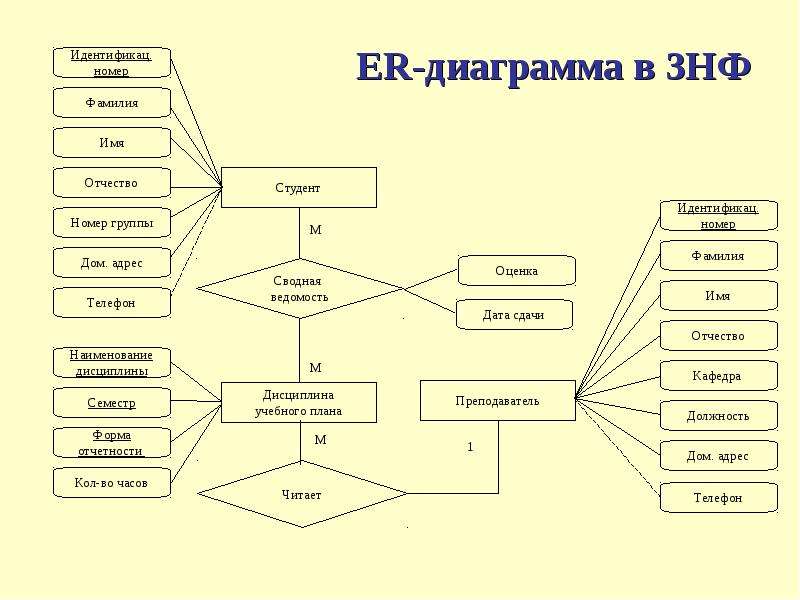 ER-диаграмма в 3НФ
Идентификац.
номер
Фамилия
Имя
Отчество
Номер группы
Дом. адрес
Телефон
Студент
М
Сводная
ведомость
Оценка
Дата сдачи
М
Наименование
дисциплины
Семестр
Форма
отчетности
Кол-во часов
Дисциплина
учебного плана
М
Читает
Преподаватель
1
Идентификац.
номер
Фамилия
Имя
Отчество
Кафедра
Должность
Дом. адрес
Телефон